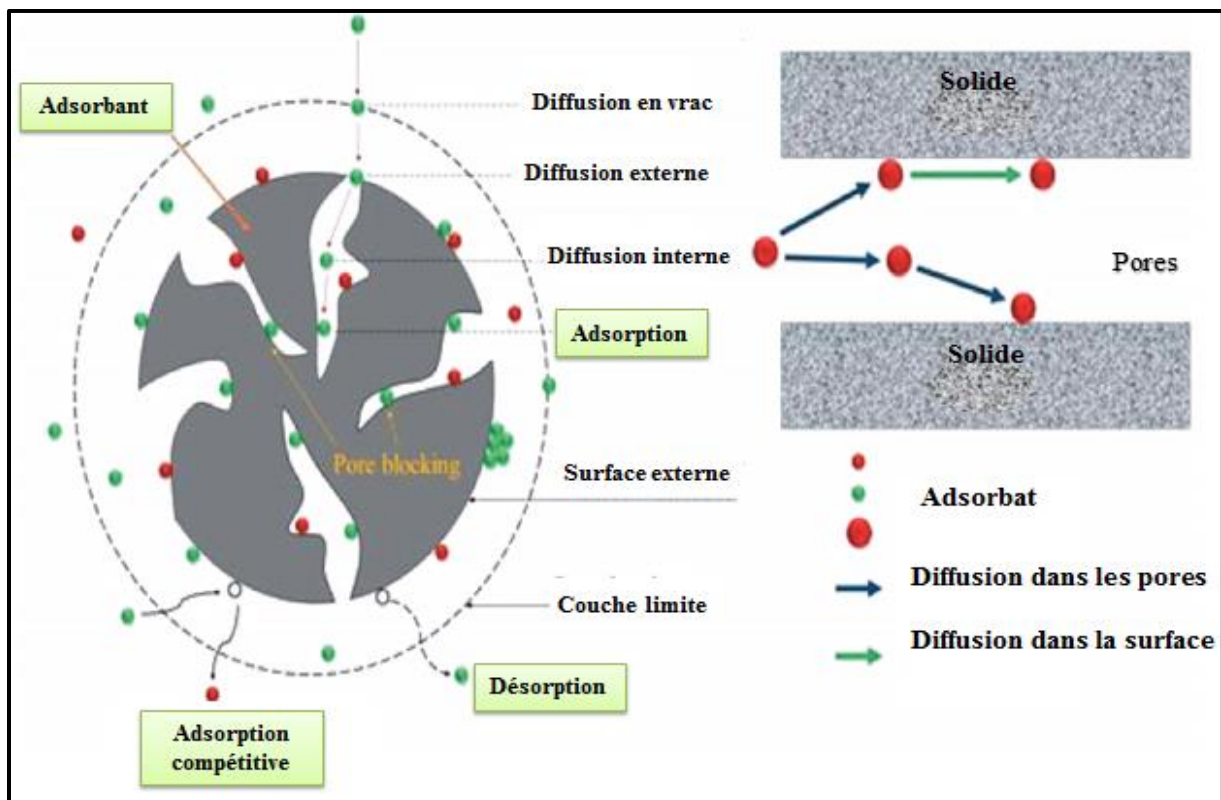 Adsorbant
Diffusion en vrac
Diffusion externe
Diffusion interne
Adsorption
Pore blocking
Surface externe
Couche limite
Désorption
Adsorption
compétitive
Solide
Pores
Solide
Adsorbat
Diffusion dans les pores
Diffusion dans la surface